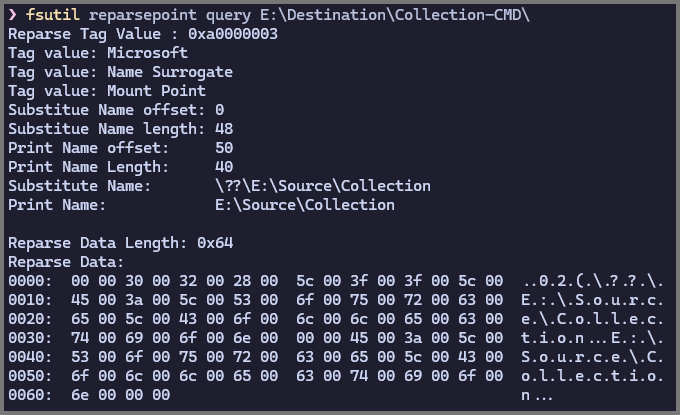 ❯ fsutil reparsepoint query E:\Destination\Collection-CMD\
Reparse Tag Value : 0xa0000003
Tag value: Microsoft
Tag value: Name Surrogate
Tag value: Mount Point
Substitue Name offset: 0
Substitue Name length: 48
Print Name offset:     50
Print Name Length:     40
Substitute Name:       \??\E:\Source\Collection
Print Name:            E:\Source\Collection

Reparse Data Length: 0x64
Reparse Data:
0000:  00 00 30 00 32 00 28 00  5c 00 3f 00 3f 00 5c 00  ..0.2.(.\.?.?.\.
0010:  45 00 3a 00 5c 00 53 00  6f 00 75 00 72 00 63 00  E.:.\.S.o.u.r.c.
0020:  65 00 5c 00 43 00 6f 00  6c 00 6c 00 65 00 63 00  e.\.C.o.l.l.e.c.
0030:  74 00 69 00 6f 00 6e 00  00 00 45 00 3a 00 5c 00  t.i.o.n...E.:.\.
0040:  53 00 6f 00 75 00 72 00  63 00 65 00 5c 00 43 00  S.o.u.r.c.e.\.C.
0050:  6f 00 6c 00 6c 00 65 00  63 00 74 00 69 00 6f 00  o.l.l.e.c.t.i.o.
0060:  6e 00 00 00                                       n...